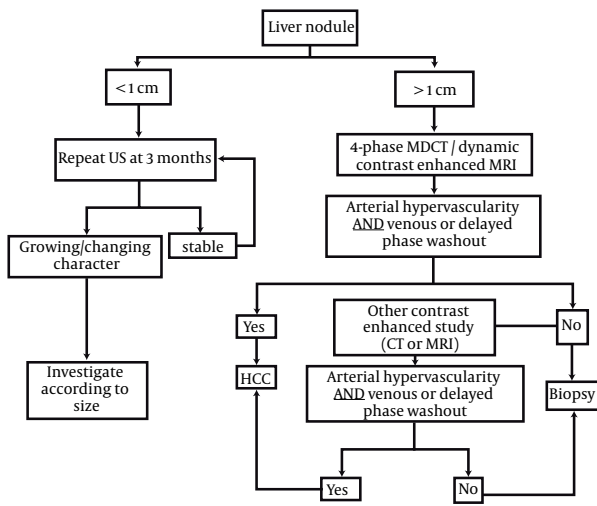 Liver nodule
<1 cm
>1 cm
Repeat US at 3 months
4-phase MDCT / dynamic
contrast enhanced MRI
Growing/changing
character
stable
Arterial hypervascularity
AND venous or delayed
phase washout
Investigate
according to
size
Yes
Other contrast
enhanced study
(CT or MRI)
No
HCC
Arterial hypervascularity
AND venous or delayed
phase washout
Biopsy
Yes
No